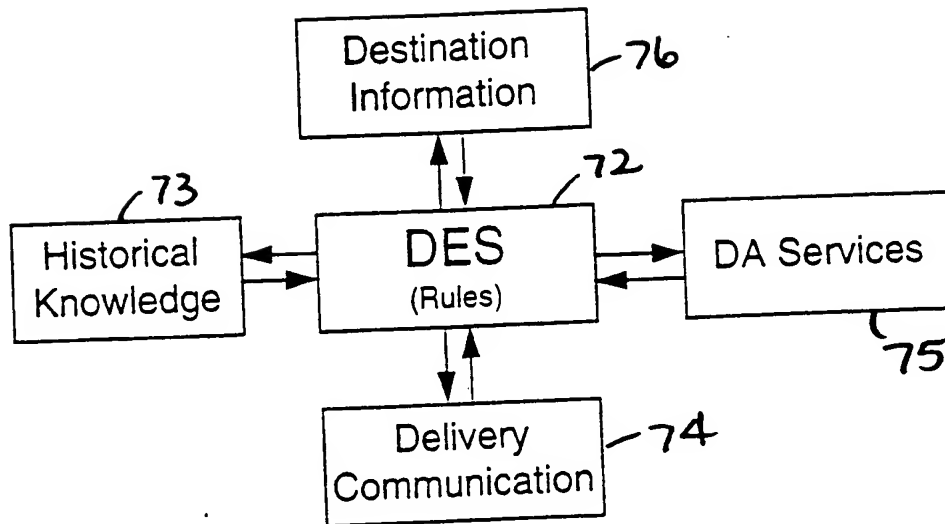 Destination
Information
76
73
72
Historical
Knowledge
DES
(Rules)
DA Services
75
Delivery
Communication
74